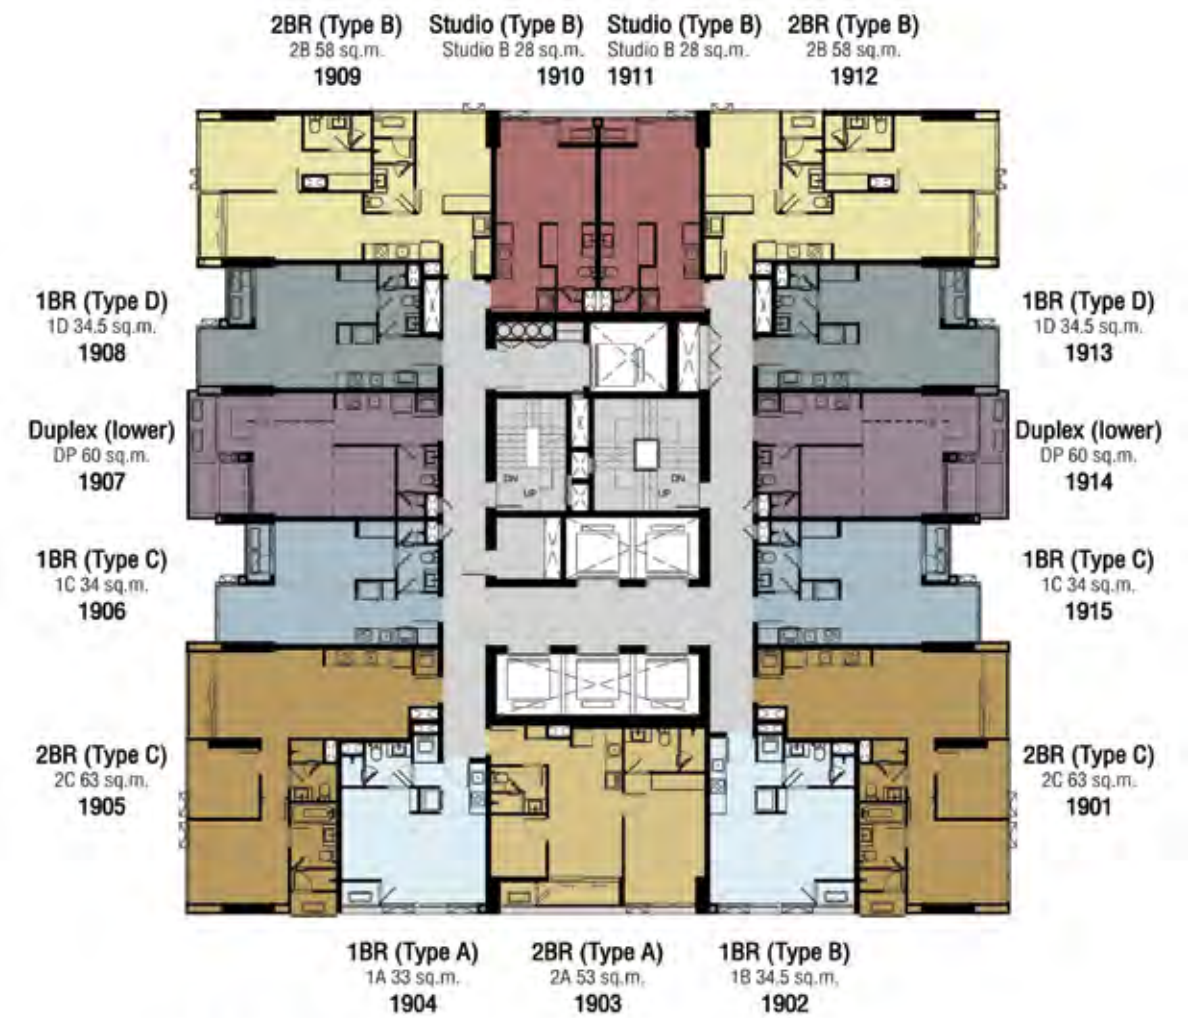 2BR (Type B)
2B 58 sq.m.
1909
Studio (Type B)
Studio B 28 sq.m.
1910
Studio (Type B)
Studio B 28 sq.m.
1911
2BR (Type B)
2B 58 sq.m.
1912
1BR (Type D)
1D 34.5 sq.m.
1908
1BR (Type D)
1D 34.5 sq.m.
1913
Duplex (lower)
DP 60 sq.m.
1907
Duplex (lower)
DP 60 sq.m.
1914
DN
UP
DN
UP
1BR (Type C)
1C 34 sq.m.
1906
1BR (Type C)
1C 34 sq.m.
1915
2BR (Type C)
2C 63 sq.m.
1905
2BR (Type C)
2C 63 sq.m.
1901
1BR (Type A)
1A 33 sq.m.
1904
2BR (Type A)
2A 53 sq.m.
1903
1BR (Type B)
1B 34.5 sq.m.
1902